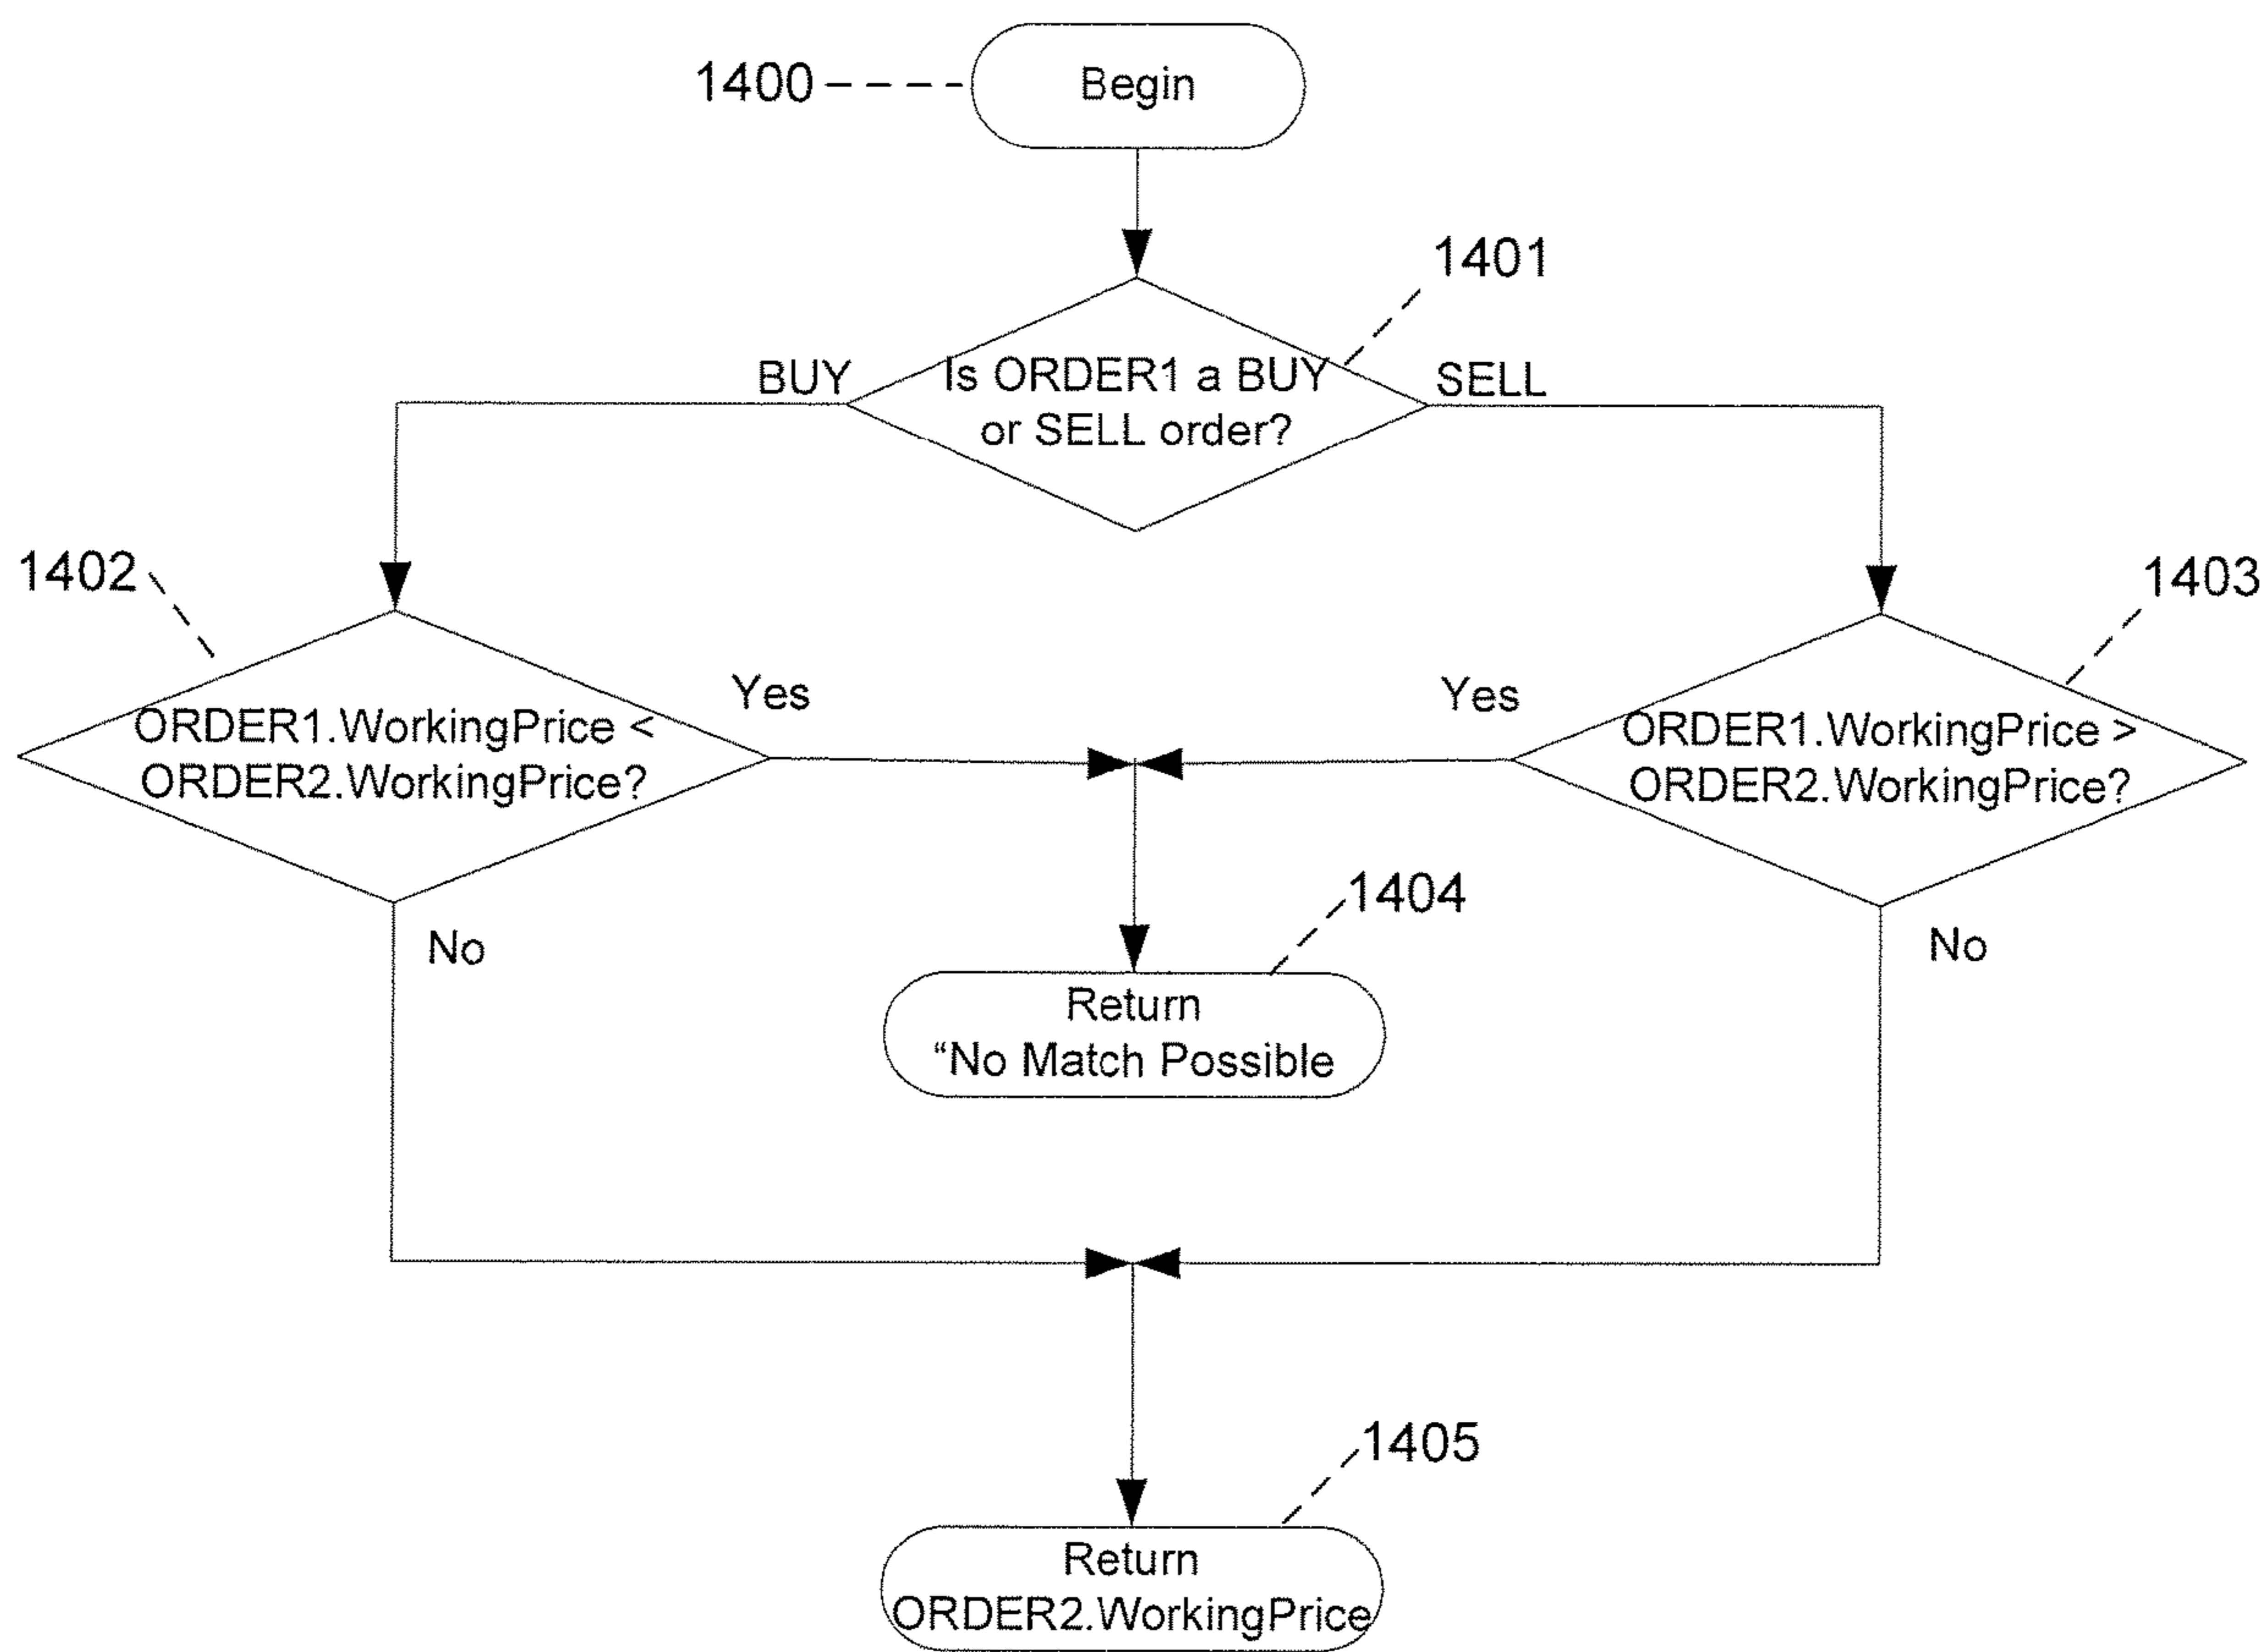 1400
Begin
1401
BUY
Is ORDER1 a BUY
or SELL order?
SELL
1402
1403
ORDER1.WorkingPrice <
ORDER2.WorkingPrice?
Yes
Yes
ORDER1.WorkingPrice >
ORDER2.WorkingPrice?
No
1404
No
Return
“No Match Possible
1405
Return
ORDER2.WorkingPrice